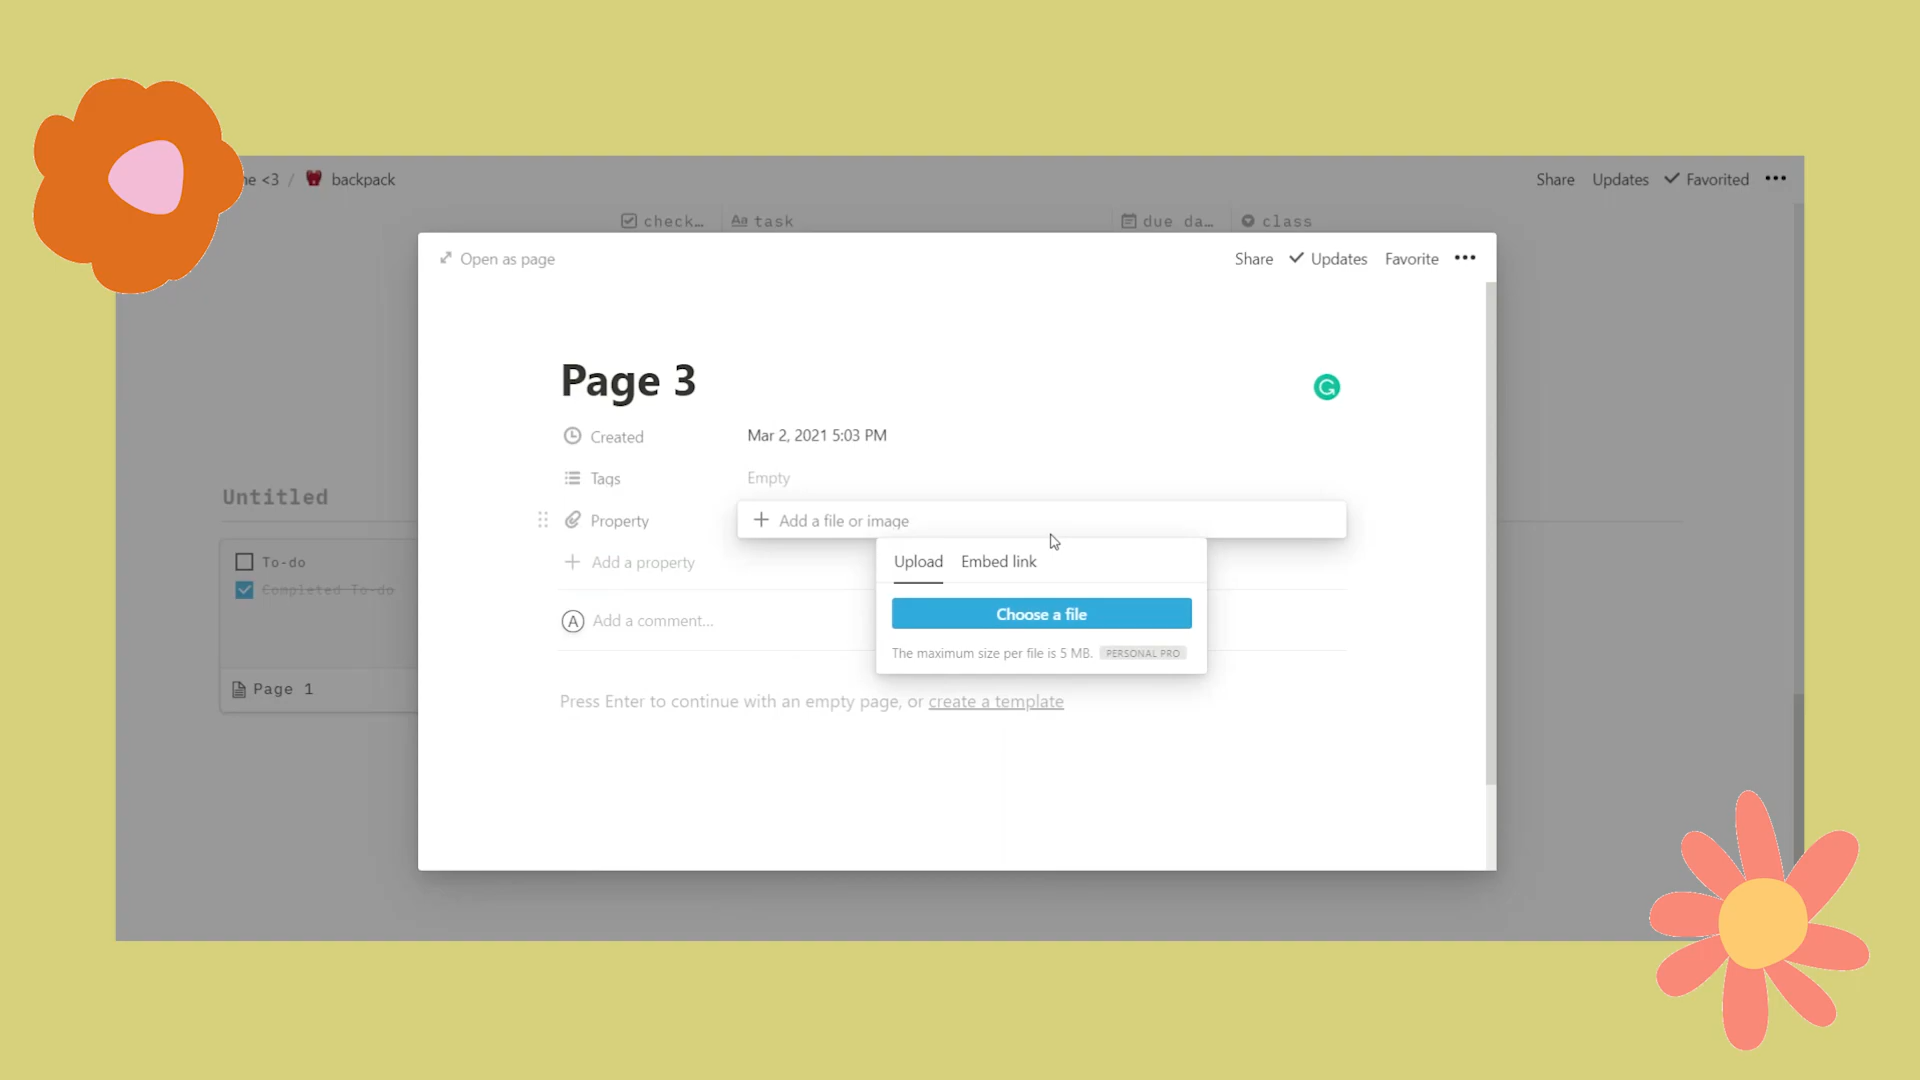 ne <3 / backpack
Share Updates Favorited
check… Aa task due da… class
Open as page
Share Updates Favorite
Page 3
Created Mar 2, 2021 5:03 PM
Tags Empty
Property Add a file or image
Add a property
Upload Embed link
Choose a file
The maximum size per file is 5 MB. PERSONAL PRO
A Add a comment...
Press Enter to continue with an empty page, or create a template
Untitled
To-do
Completed To-do
Page 1